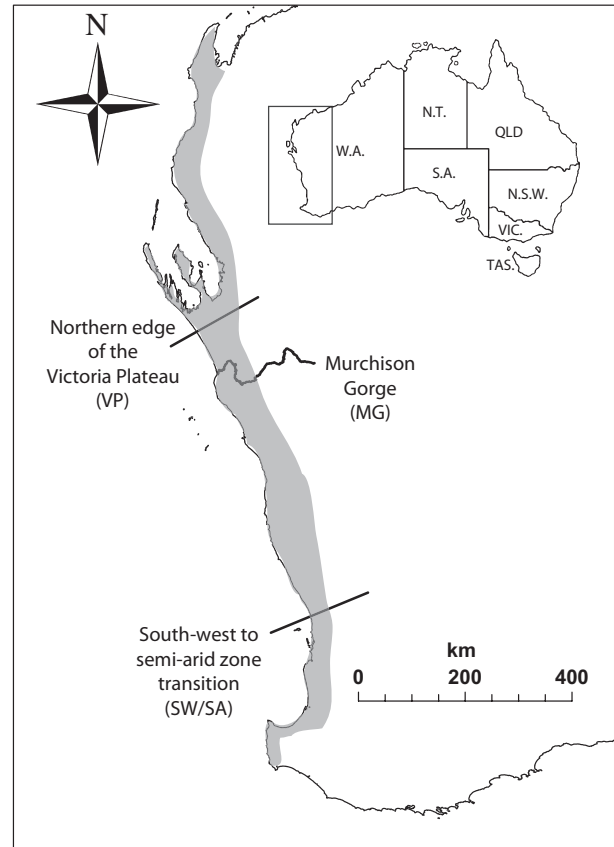 N
N.T.
QLD
W.A.
S.A.
N.S.W.
VIC.
TAS.
Northern edge
of the
Victoria Plateau
(VP)
Murchison
Gorge
(MG)
South-west to
semi-arid zone
transition
(SW/SA)
km
0 200 400